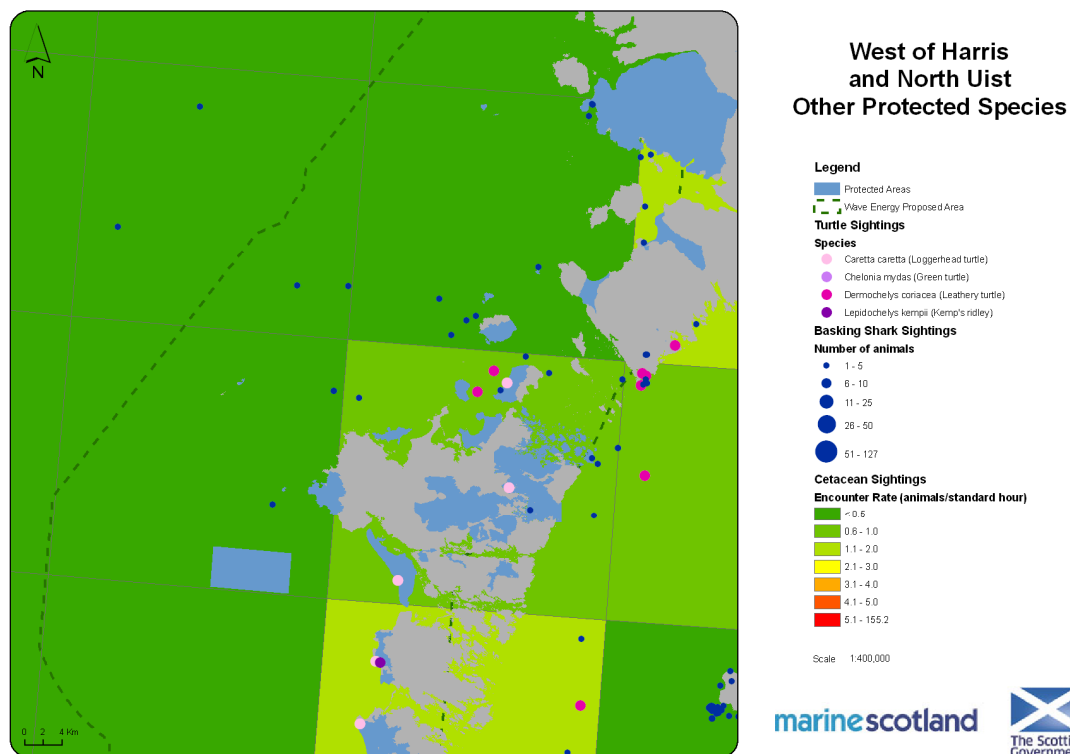 West of Harris
and North Uist
Other Protected Species
N
Legend
Protected Areas
Wave Energy Proposed Area
Turtle Sightings
Species
Caretta caretta (Loggerhead turtle)
Chelonia mydas (Green turtle)
Dermochelys coriacea (Leathery turtle)
Lepidochelys kempii (Kemp's ridley)
Basking Shark Sightings
Number of animals
1 - 5
6 - 10
11 - 25
26 - 50
51 - 127
Cetacean Sightings
Encounter Rate (animals/standard hour)
< 0.5
0.6 - 1.0
1.1 - 2.0
2.1 - 3.0
3.1 - 4.0
4.1 - 5.0
5.1 - 155.2
Scale 1:400,000
0 2 4 Km
marinescotland
The Scotti
Governme